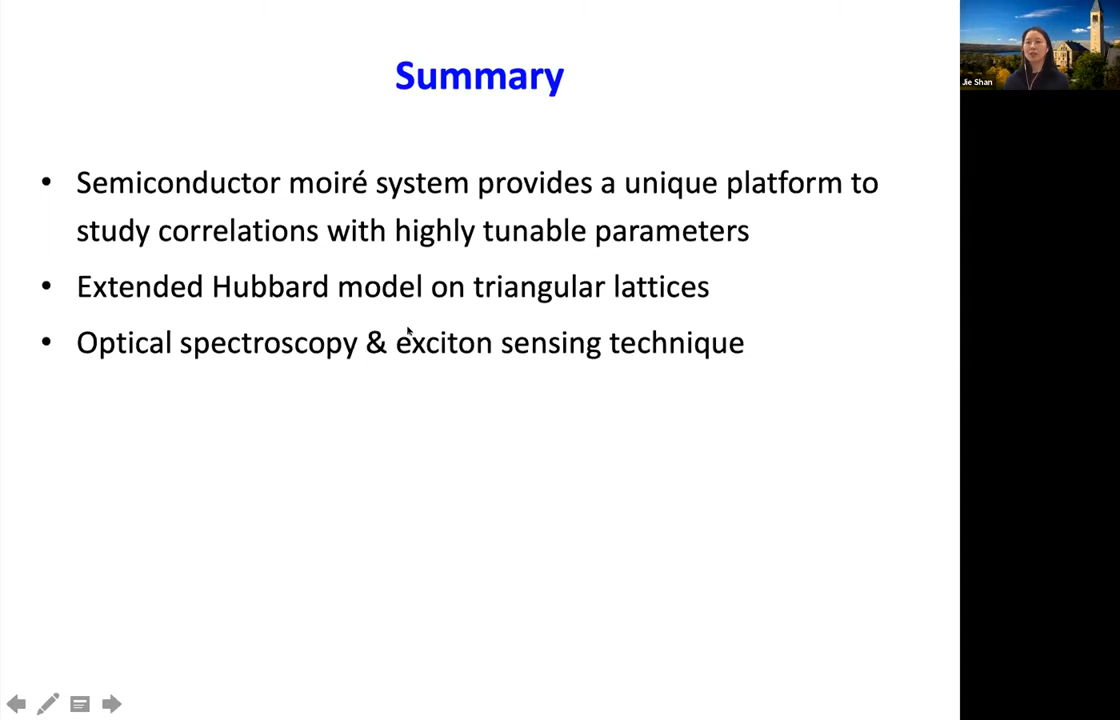 Summary
• Semiconductor moiré system provides a unique platform to
study correlations with highly tunable parameters
• Extended Hubbard model on triangular lattices
• Optical spectroscopy & exciton sensing technique
Jie Shan